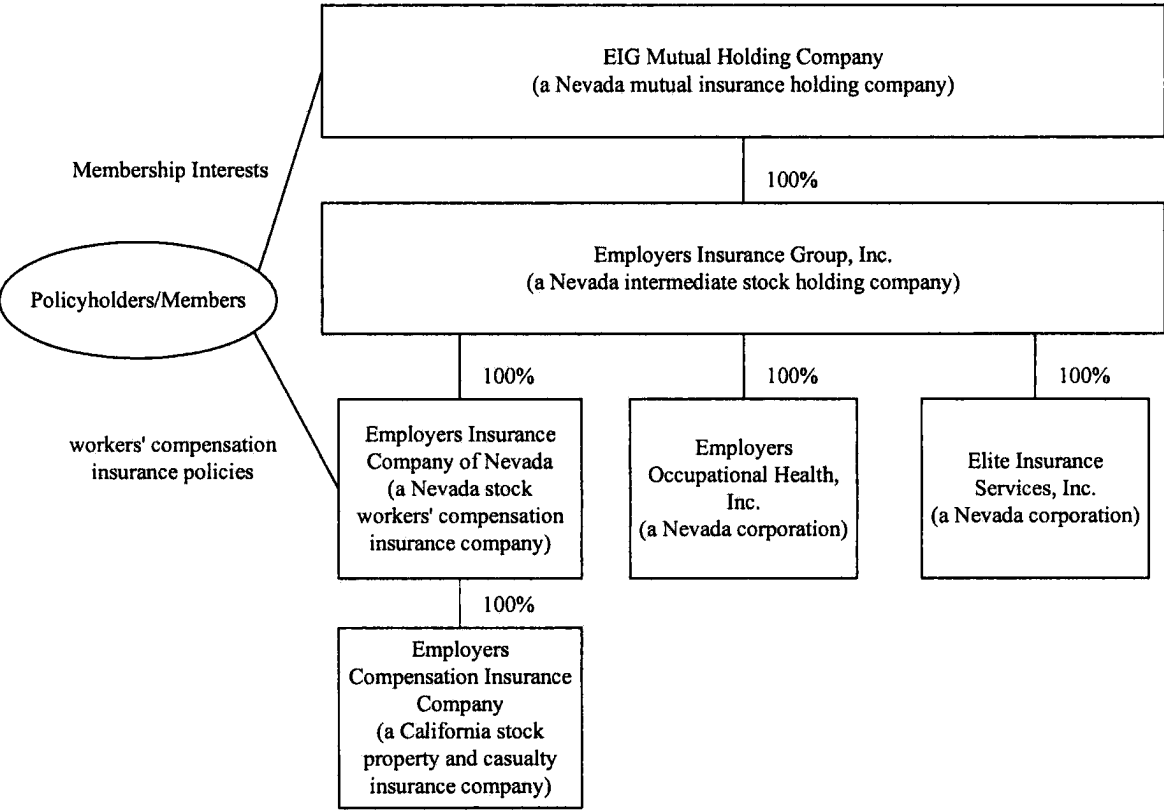 EIG Mutual Holding Company
(a Nevada mutual insurance holding company)
Membership Interests
100%
Employers Insurance Group, Inc.
(a Nevada intermediate stock holding company)
Policyholders/Members
100%
100%
100%
workers' compensation
insurance policies
Employers Insurance
Company of Nevada
(a Nevada stock
workers' compensation
insurance company)
Employers
Occupational Health,
Inc.
(a Nevada corporation)
Elite Insurance
Services, Inc.
(a Nevada corporation)
100%
Employers
Compensation Insurance
Company
(a California stock
property and casualty
insurance company)